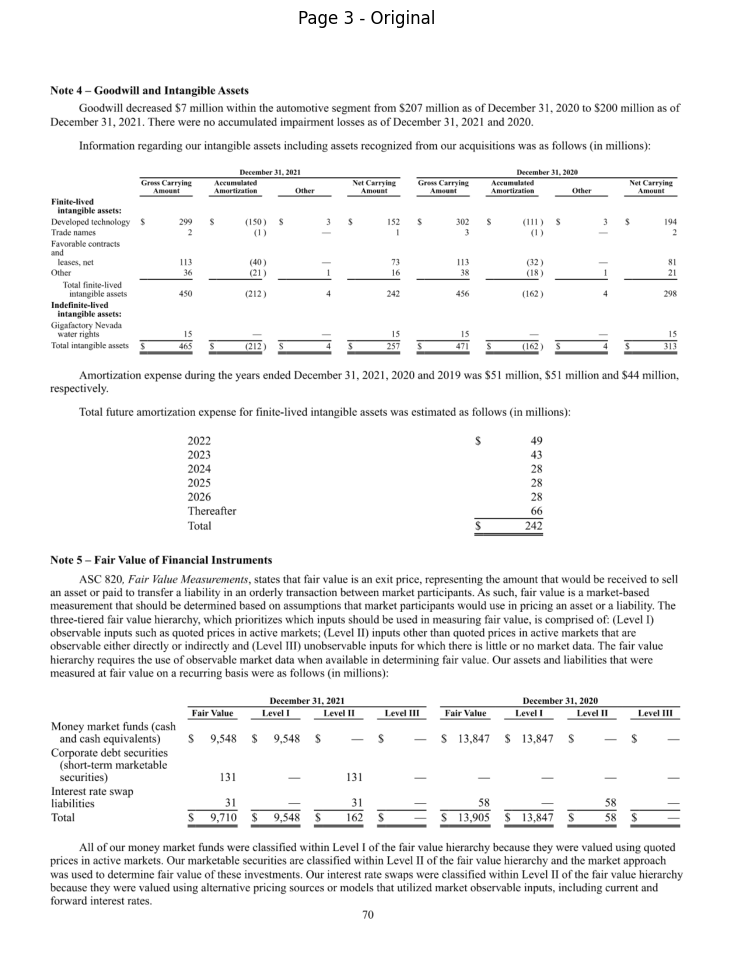 Page 3 - Original
Note 4 – Goodwill and Intangible Assets
Goodwill decreased $7 million within the automotive segment from $207 million as of December 31, 2020 to $200 million as of
December 31, 2021. There were no accumulated impairment losses as of December 31, 2021 and 2020.
Information regarding our intangible assets including assets recognized from our acquisitions was as follows (in millions):
December 31, 2021 December 31, 2020
Gross Carrying Amount Accumulated Amortization Other Net Carrying Amount Gross Carrying Amount Accumulated Amortization Other Net Carrying Amount
Finite-lived
intangible assets:
Developed technology $ 299 $ (150) $ 3 $ 152 $ 302 $ (111) $ 3 $ 194
Trade names 2 (1) — 1 3 (1) — 2
Favorable contracts
and
leases, net 113 (40) — 73 113 (32) — 81
Other 36 (21) 1 16 38 (18) 1 21
Total finite-lived
intangible assets 450 (212) 4 242 456 (162) 4 298
Indefinite-lived
intangible assets:
Gigafactory Nevada
water rights 15 — — 15 15 — — 15
Total intangible assets $ 465 $ (212) $ 4 $ 257 $ 471 $ (162) $ 4 $ 313
Amortization expense during the years ended December 31, 2021, 2020 and 2019 was $51 million, $51 million and $44 million,
respectively.
Total future amortization expense for finite-lived intangible assets was estimated as follows (in millions):
2022 $ 49
2023 43
2024 28
2025 28
2026 28
Thereafter 66
Total $ 242
Note 5 – Fair Value of Financial Instruments
ASC 820, Fair Value Measurements, states that fair value is an exit price, representing the amount that would be received to sell
an asset or paid to transfer a liability in an orderly transaction between market participants. As such, fair value is a market-based
measurement that should be determined based on assumptions that market participants would use in pricing an asset or a liability. The
three-tiered fair value hierarchy, which prioritizes which inputs should be used in measuring fair value, is comprised of: (Level I)
observable inputs such as quoted prices in active markets; (Level II) inputs other than quoted prices in active markets that are
observable either directly or indirectly and (Level III) unobservable inputs for which there is little or no market data. The fair value
hierarchy requires the use of observable market data when available in determining fair value. Our assets and liabilities that were
measured at fair value on a recurring basis were as follows (in millions):
December 31, 2021 December 31, 2020
Fair Value Level I Level II Level III Fair Value Level I Level II Level III
Money market funds (cash
and cash equivalents) $ 9,548 $ 9,548 $ — $ — $ 13,847 $ 13,847 $ — $ —
Corporate debt securities
(short-term marketable
securities) 131 — 131 — — — — —
Interest rate swap
liabilities 31 — 31 — 58 — 58 —
Total $ 9,710 $ 9,548 $ 162 $ — $ 13,905 $ 13,847 $ 58 $ —
All of our money market funds were classified within Level I of the fair value hierarchy because they were valued using quoted
prices in active markets. Our marketable securities are classified within Level II of the fair value hierarchy and the market approach
was used to determine fair value of these investments. Our interest rate swaps were classified within Level II of the fair value hierarchy
because they were valued using alternative pricing sources or models that utilized market observable inputs, including current and
forward interest rates.
70